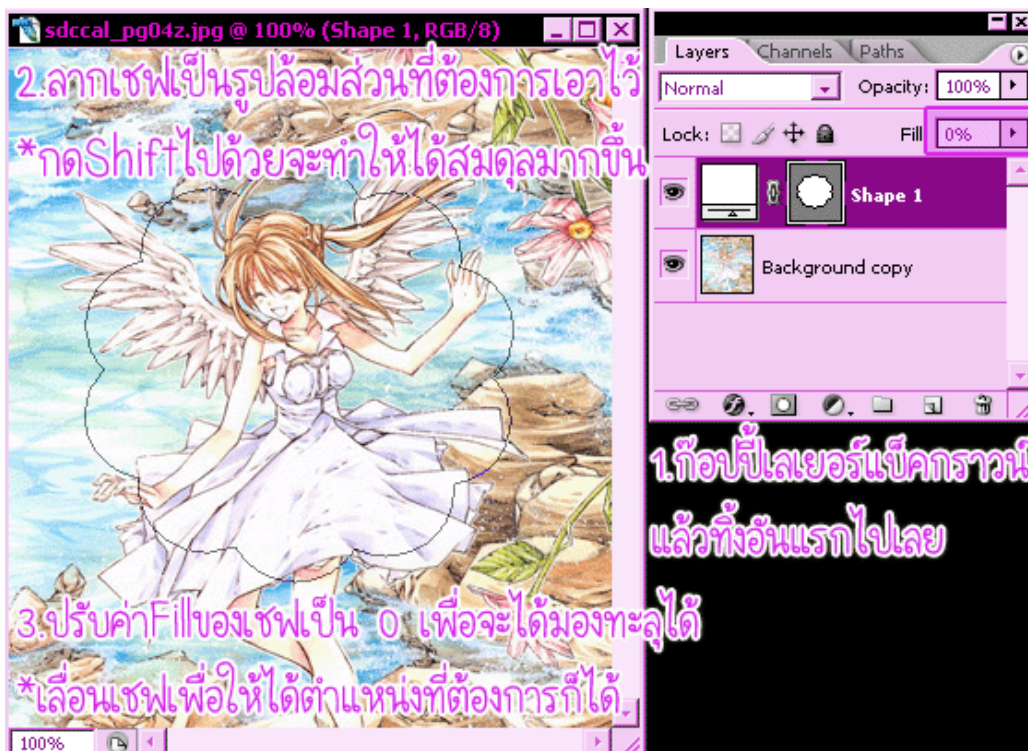 sdccal_pg04z.jpg @ 100% (Shape 1, RGB/8)
2.ลากเชฟเป็นรูปล้อมส่วนที่ต้องการเอาไว้
*กดShiftไปด้วยจะทำให้ได้สมดุลมากขึ้น
3.ปรับค่าFillของเชฟเป็น 0 เพื่อจะได้มองทะลุได้
*เลื่อนเชฟเพื่อให้ได้ตำแหน่งที่ต้องการก็ได้
100%
Layers Channels Paths
Normal Opacity: 100%
Lock: Fill 0%
Shape 1
Background copy
1.ก๊อปปี้เลเยอร์แบ็คกราวน์
แล้วทิ้งอันแรกไปเลย